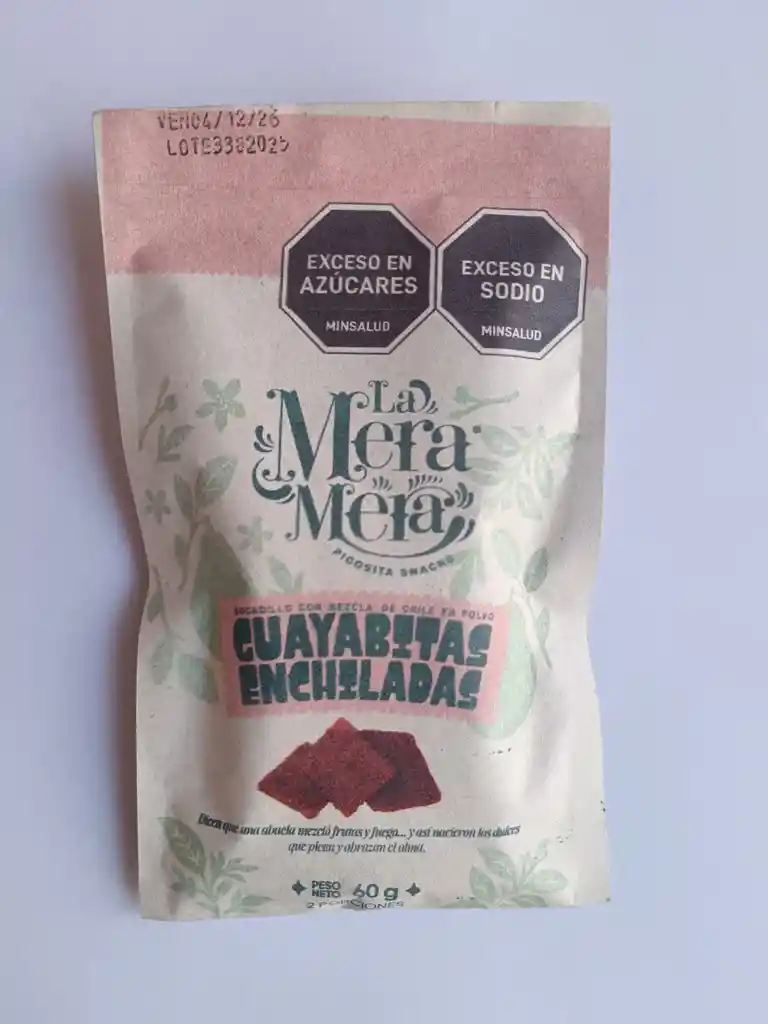 VEN04/12/26
LOTE3382025
EXCESO EN
AZÚCARES
MINSALUD
EXCESO EN
SODIO
MINSALUD
La
Mera
Mera
PICOSITA SNACKS
BOCADILLO CON MEZCLA DE CHILE EN POLVO
GUAYABITAS
ENCHILADAS
Dicen que una abuela mezcló frutas y fuego... y así nacieron los dulces
que pican y abrazan el alma.
PESO
NETO 60 g
2 PORCIONES